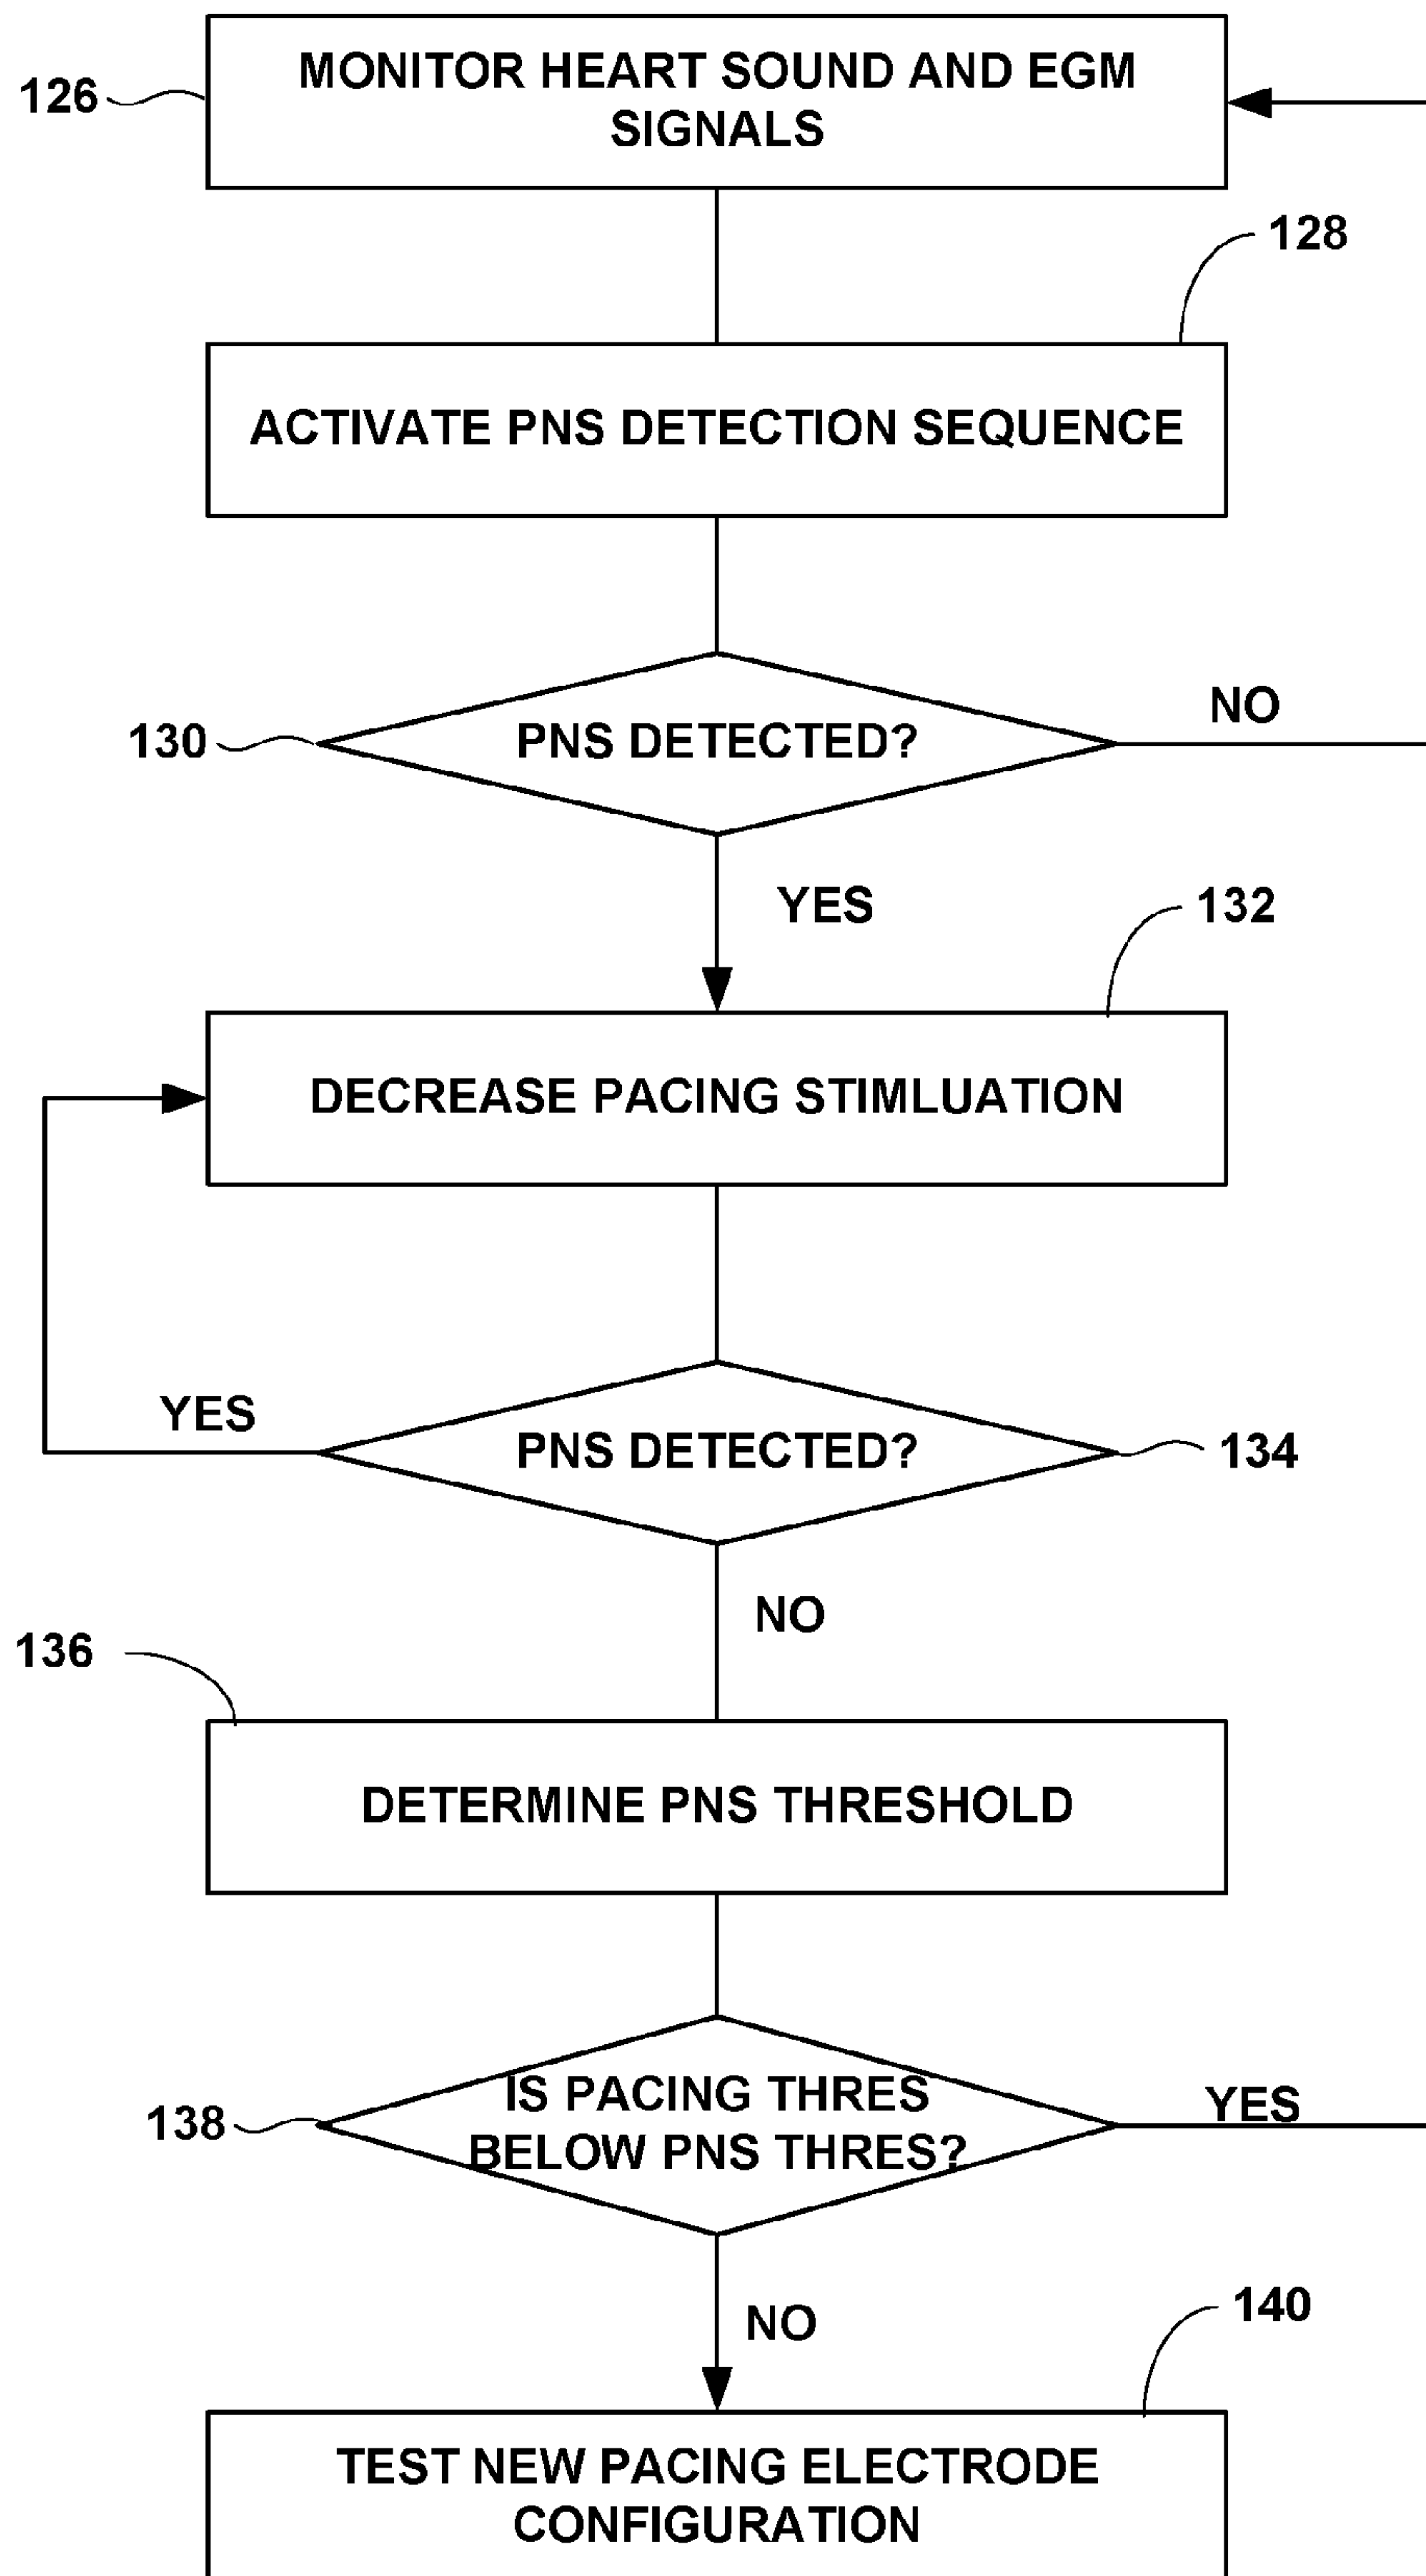 MONITOR HEART SOUND AND EGM
SIGNALS
126
128
ACTIVATE PNS DETECTION SEQUENCE
NO
130
PNS DETECTED?
YES
132
DECREASE PACING STIMLUATION
YES
PNS DETECTED?
134
NO
136
DETERMINE PNS THRESHOLD
IS PACING THRES
BELOW PNS THRES?
138
YES
NO
140
TEST NEW PACING ELECTRODE
CONFIGURATION